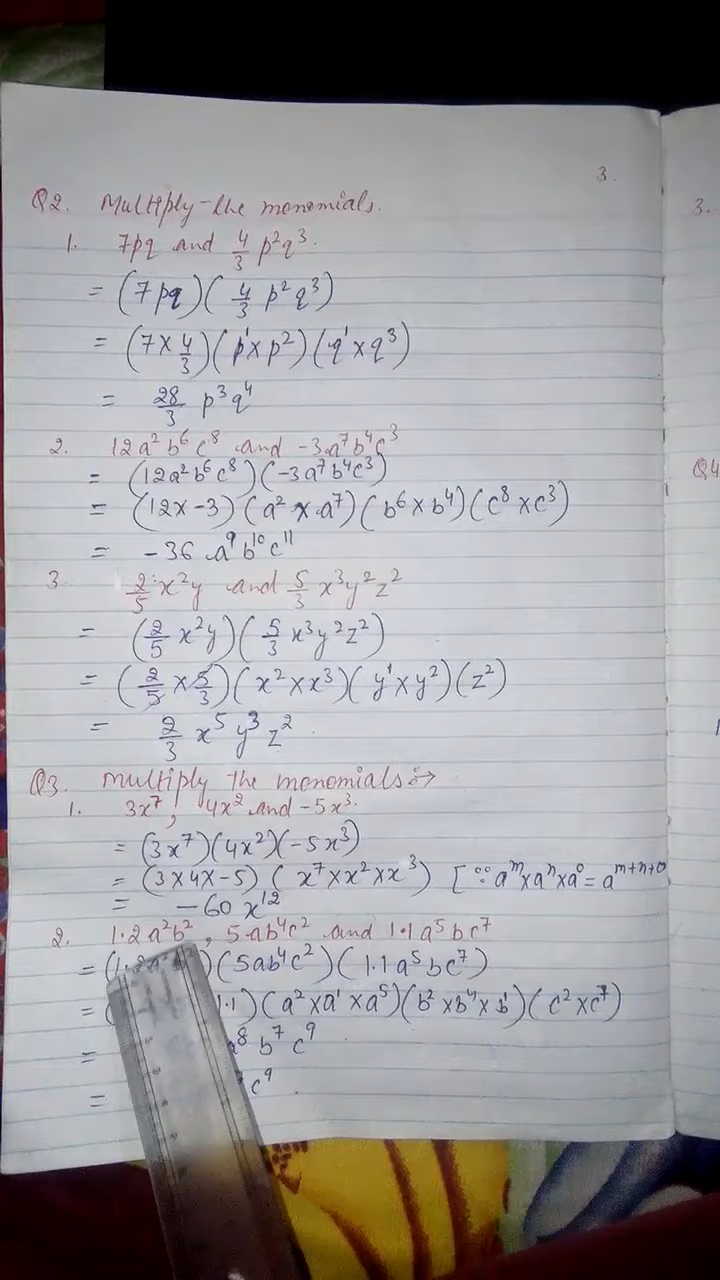 3.
Q2. Multiply the monomials.
1. 7pq and 4/3 p²q³.
= (7pq)(4/3 p²q³)
= (7×4/3)(p¹×p²)(q¹×q³)
= 28/3 p³q⁴
2. 12a²b⁶c⁸ and -3a⁷b⁴c³
= (12a²b⁶c⁸)(-3a⁷b⁴c³)
= (12×-3)(a²×a⁷)(b⁶×b⁴)(c⁸×c³)
= -36 a⁹b¹⁰c¹¹
3 2/5 x²y and 5/3 x³y²z²
= (2/5 x²y)(5/3 x³y²z²)
= (2/5×5/3)(x²×x³)(y¹×y²)(z²)
= 2/3 x⁵y³z²
Q3. Multiply the monomials:→
1. 3x⁷, 4x² and -5x³.
= (3x⁷)(4x²)(-5x³)
= (3×4×-5)(x⁷×x²×x³) [∵aᵐ×aⁿ×aᵒ=aᵐ⁺ⁿ⁺ᵒ
= -60x¹²
2. 1.2a²b², 5ab⁴c² and 1.1a⁵bc⁷
= ( )(5ab⁴c²)(1.1a⁵bc⁷)
= ( 1.1)(a²×a¹×a⁵)(b²×b⁴×b¹)(c²×c⁷)
= a⁸b⁷c⁹
= c⁹.
3.
Q4